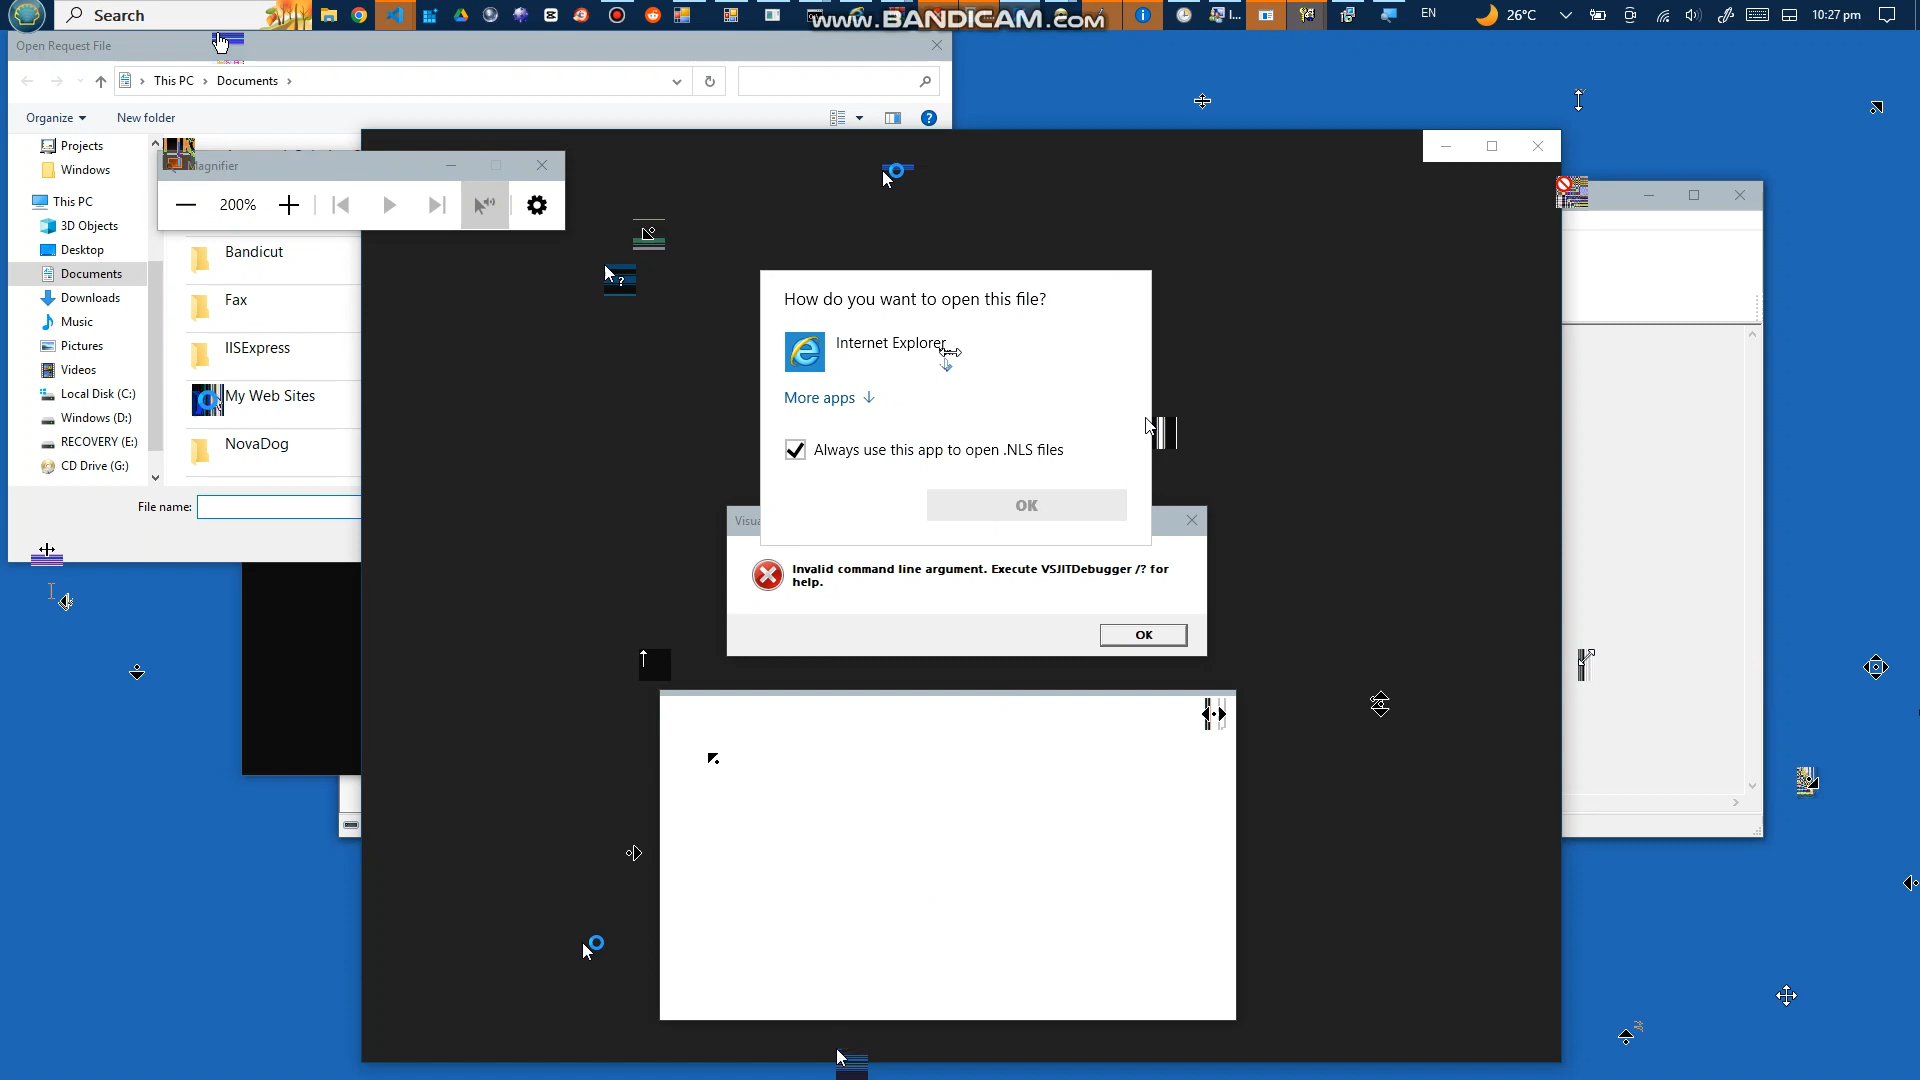 Search
www.BANDICAM.com
EN
26°C
10:27 pm
Open Request File
This PC
Documents
Organize
New folder
Projects
Windows
This PC
3D Objects
Desktop
Documents
Downloads
Music
Pictures
Videos
Local Disk (C:)
Windows (D:)
RECOVERY (E:)
CD Drive (G:)
Magnifier
200%
Bandicut
Fax
IISExpress
My Web Sites
NovaDog
File name:
How do you want to open this file?
Internet Explorer
More apps
Always use this app to open .NLS files
OK
Invalid command line argument. Execute VSJITDebugger /? for
help.
OK